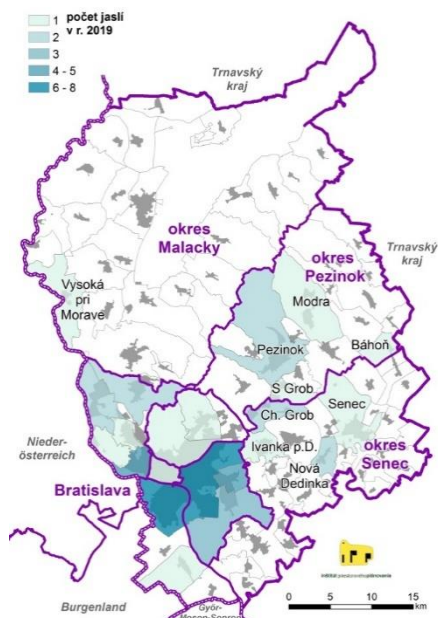 počet jaslí
v r. 2019
1
2
3
4 - 5
6 - 8
Trnavský
kraj
okres
Malacky
okres
Pezinok
Trnavský
kraj
Vysoká
pri
Morave
Modra
Pezinok
Báhoň
S Grob
Ch. Grob
Senec
Ivanka p.D.
Nieder-
österreich
okres
Senec
Nová
Dedinka
Bratislava
Burgenland
Győr-
0
5
10
15
km